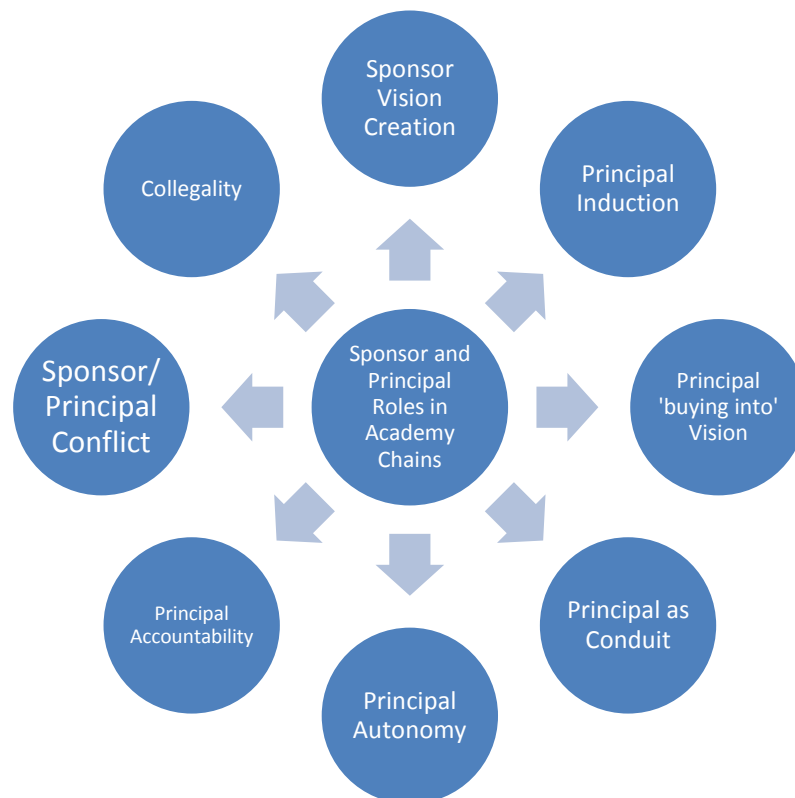 Sponsor
Vision
Creation
Collegality
Principal
Induction
Sponsor/
Principal
Conflict
Sponsor and
Principal
Roles in
Academy
Chains
Principal
'buying into'
Vision
Principal
Accountability
Principal as
Conduit
Principal
Autonomy